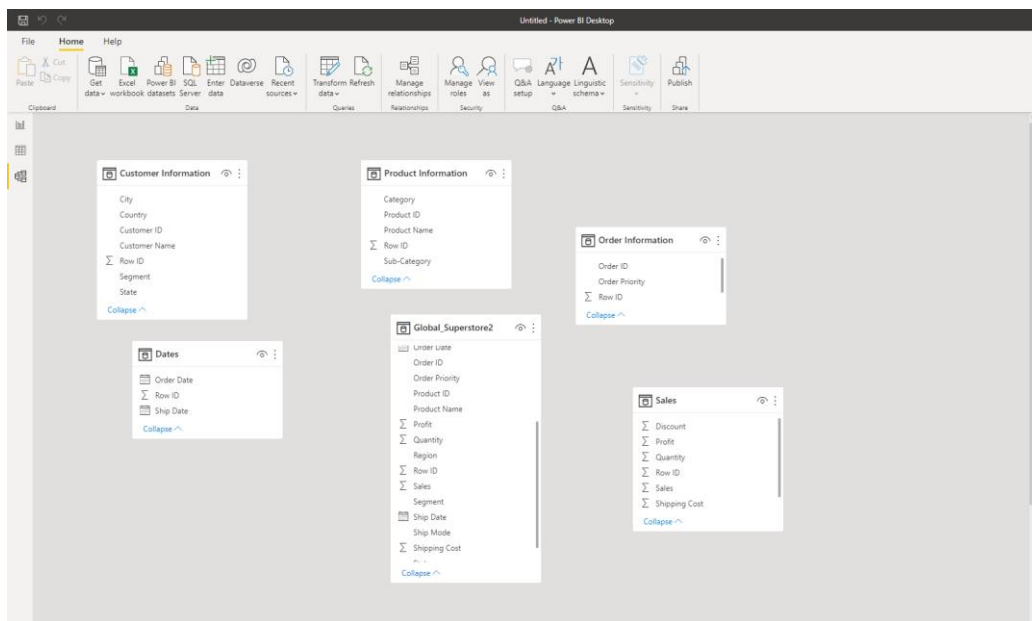 Untitled - Power BI Desktop
File Home Help
Paste
Cut
Copy
Clipboard
Get data
Excel workbook
Power BI datasets
SQL Server
Enter data
Dataverse
Recent sources
Data
Transform data
Refresh
Queries
Manage relationships
Relationships
Manage roles
View as
Security
Q&A setup
Language
Linguistic schema
Q&A
Sensitivity
Sensitivity
Publish
Share
Customer Information
City
Country
Customer ID
Customer Name
Row ID
Segment
State
Collapse
Product Information
Category
Product ID
Product Name
Row ID
Sub-Category
Collapse
Order Information
Order ID
Order Priority
Row ID
Collapse
Dates
Order Date
Row ID
Ship Date
Collapse
Global_Superstore2
Order Date
Order ID
Order Priority
Product ID
Product Name
Profit
Quantity
Region
Row ID
Sales
Segment
Ship Date
Ship Mode
Shipping Cost
Collapse
Sales
Discount
Profit
Quantity
Row ID
Sales
Shipping Cost
Collapse